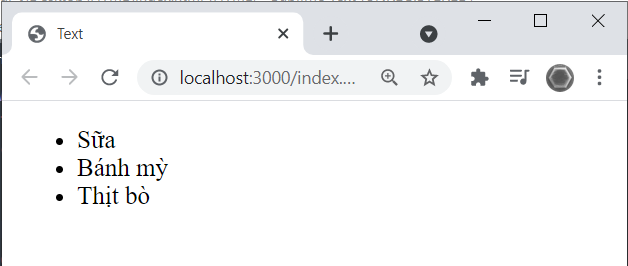 Text
localhost:3000/index....
Sữa
Bánh mỳ
Thịt bò